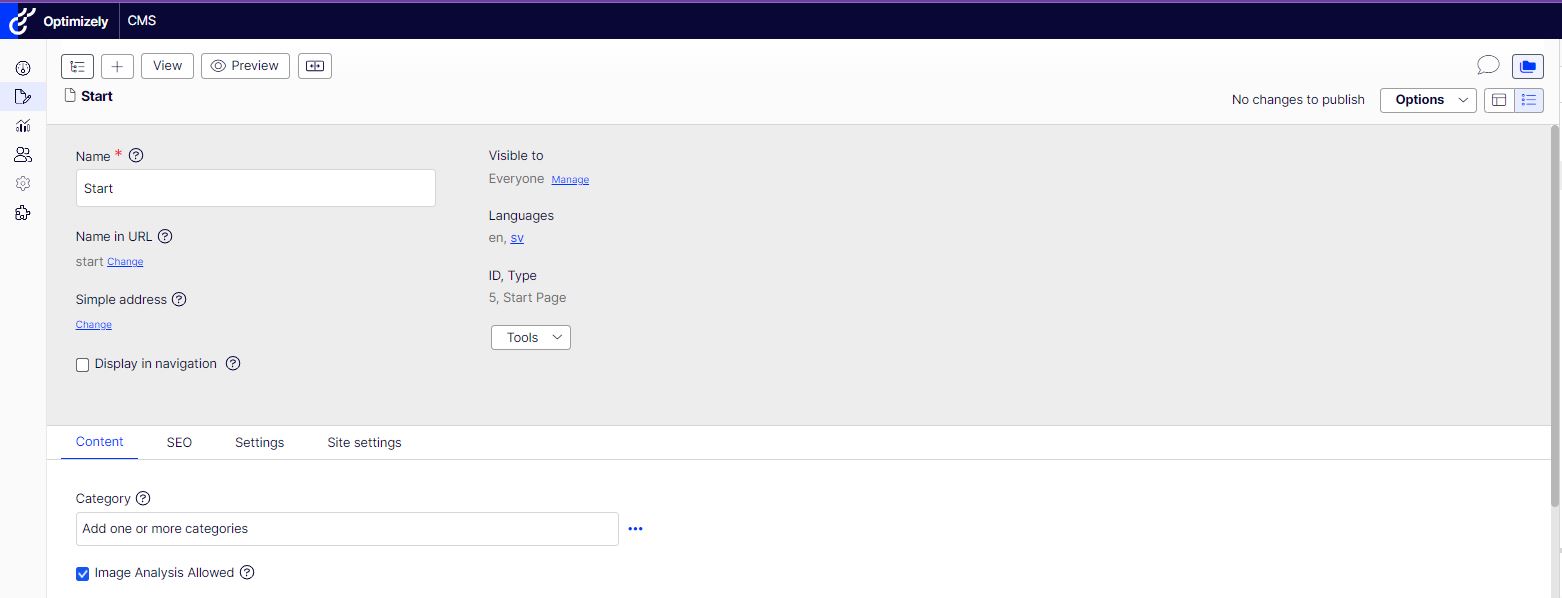 Optimizely CMS
View Preview
Start
No changes to publish Options
Name * ?
Start
Name in URL ?
start Change
Simple address ?
Change
Display in navigation ?
Visible to
Everyone Manage
Languages
en, sv
ID, Type
5, Start Page
Tools
Content SEO Settings Site settings
Category ?
Add one or more categories
Image Analysis Allowed ?